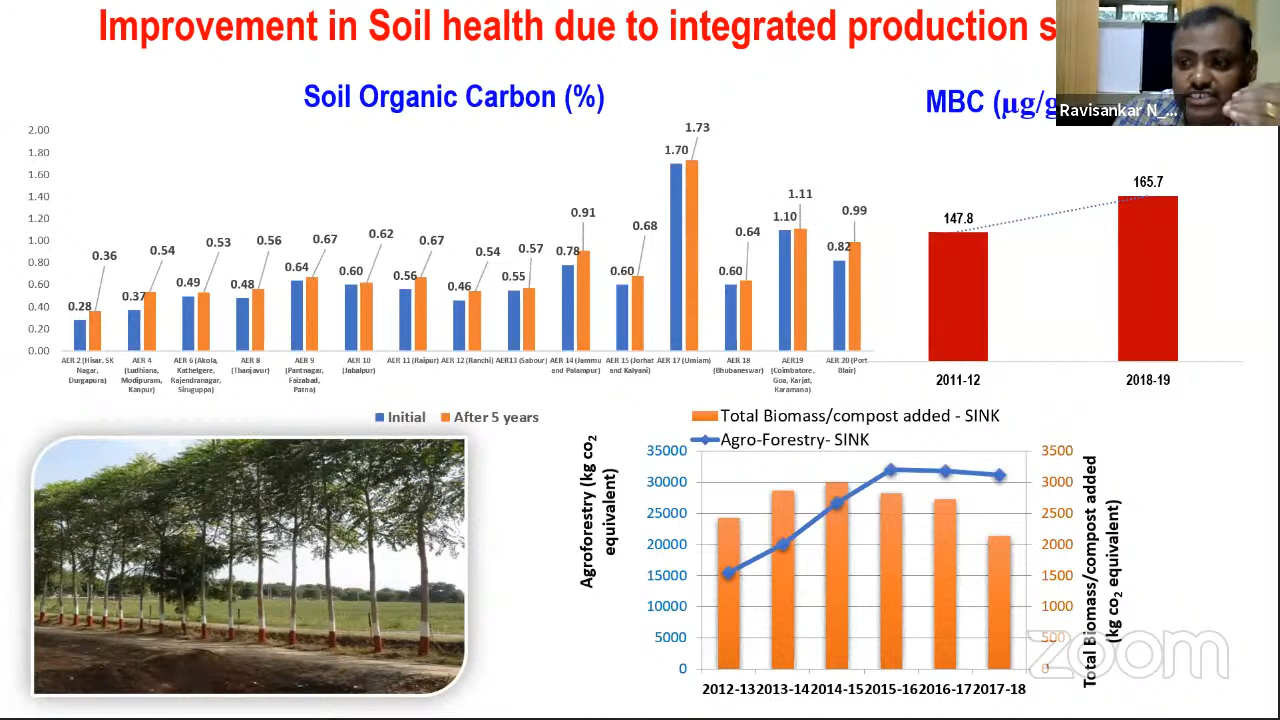 Improvement in Soil health due to integrated production s
Ravisankar N_...
Soil Organic Carbon (%)
MBC (µg/g
2.00
1.80
1.60
1.40
1.20
1.00
0.80
0.60
0.40
0.20
0.00
0.28 0.36
0.37 0.54
0.49 0.53
0.48 0.56
0.64 0.67
0.60 0.62
0.56 0.67
0.46 0.54
0.55 0.57
0.78 0.91
0.60 0.68
1.70 1.73
0.60 0.64
1.10 1.11
0.82 0.99
AER 2 (Hisar, SK Nagar, Durgapura)
AER 4 (Ludhiana, Modipuram, Kanpur)
AER 6 (Akola, Kathelgere, Rajendranagar, Siruguppa)
AER 8 (Thanjavur)
AER 9 (Pantnagar, Faizabad, Patna)
AER 10 (Jabalpur)
AER 11 (Raipur)
AER 12 (Ranchi)
AER13 (Sabour)
AER 14 (Jammu and Palampur)
AER 15 (Jorhat and Kalyani)
AER 17 (Umiam)
AER 18 (Bhubaneswar)
AER19 (Coimbatore, Goa, Karjat, Karamana)
AER 20 (Port Blair)
Initial After 5 years
147.8
165.7
2011-12 2018-19
Total Biomass/compost added - SINK
Agro-Forestry- SINK
Agroforestry (kg co2 equivalent)
35000
30000
25000
20000
15000
10000
5000
0
3500
3000
2500
2000
1500
1000
500
0
Total Biomass/compost added (kg co2 equivalent)
2012-13 2013-14 2014-15 2015-16 2016-17 2017-18
zoom